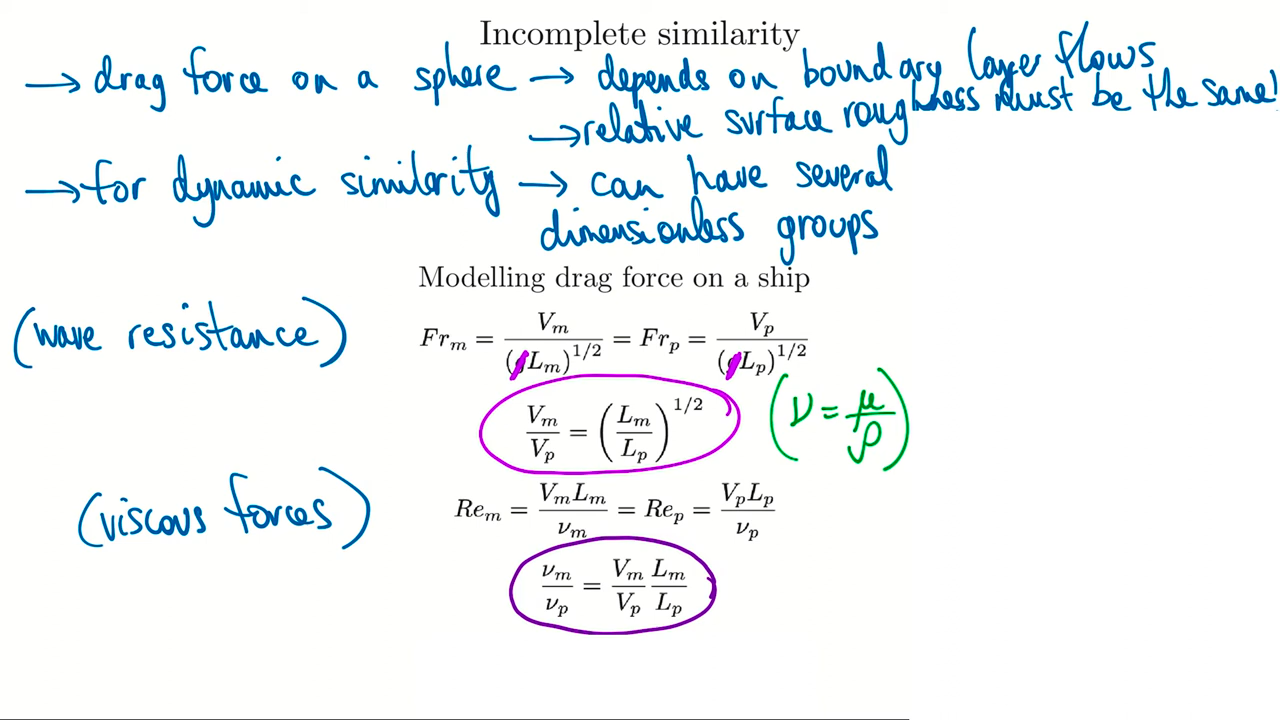 Incomplete similarity
→ drag force on a sphere → depends on boundary layer flows
→ relative surface roughness must be the same!
→ for dynamic similarity → can have several
dimensionless groups
Modelling drag force on a ship
(wave resistance) Fr_m = V_m / (gL_m)^{1/2} = Fr_p = V_p / (gL_p)^{1/2}
V_m / V_p = (L_m / L_p)^{1/2} (ν = μ / ρ)
(viscous forces) Re_m = V_m L_m / ν_m = Re_p = V_p L_p / ν_p
ν_m / ν_p = V_m / V_p L_m / L_p